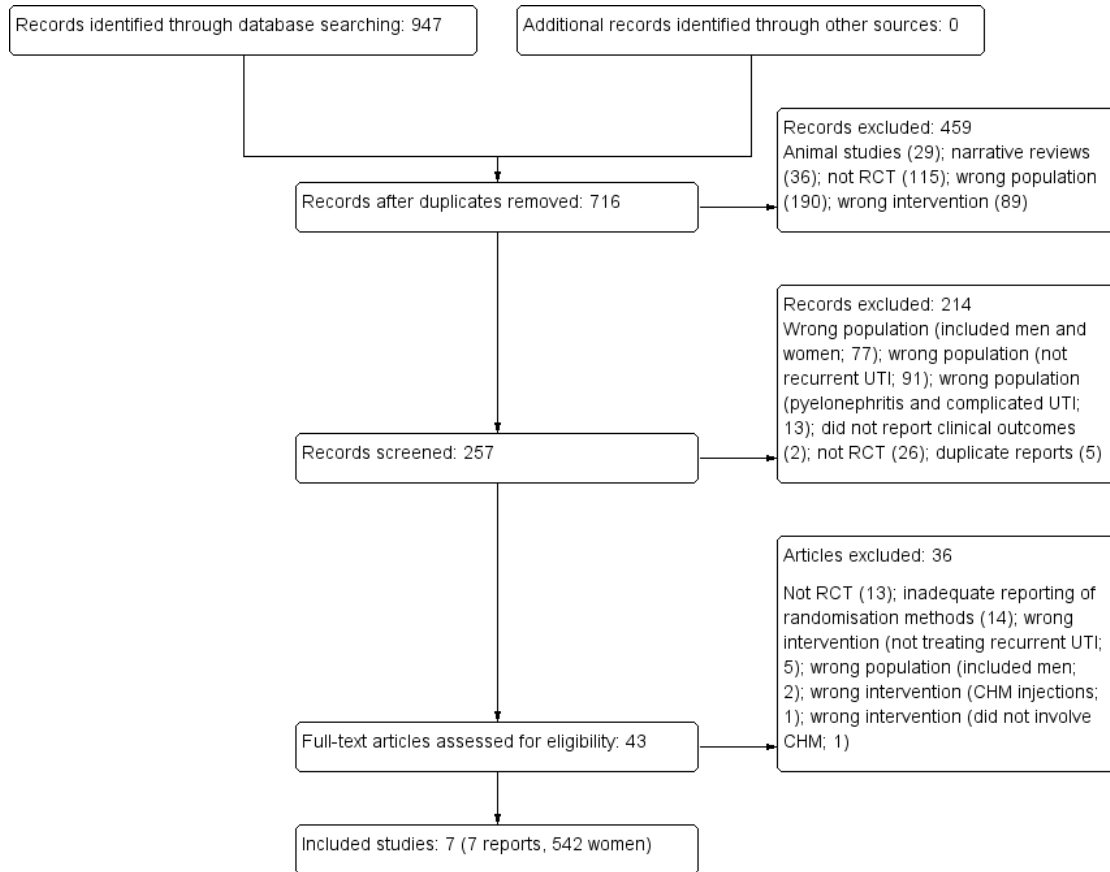 Records identified through database searching: 947
Additional records identified through other sources: 0
Records excluded: 459
Animal studies (29); narrative reviews
(36); not RCT (115); wrong population
(190); wrong intervention (89)
Records after duplicates removed: 716
Records excluded: 214
Wrong population (included men and
women; 77); wrong population (not
recurrent UTI; 91); wrong population
(pyelonephritis and complicated UTI;
13); did not report clinical outcomes
(2); not RCT (26); duplicate reports (5)
Records screened: 257
Articles excluded: 36
Not RCT (13); inadequate reporting of
randomisation methods (14); wrong
intervention (not treating recurrent UTI;
5); wrong population (included men;
2); wrong intervention (CHM injections;
1); wrong intervention (did not involve
CHM; 1)
Full-text articles assessed for eligibility: 43
Included studies: 7 (7 reports, 542 women)